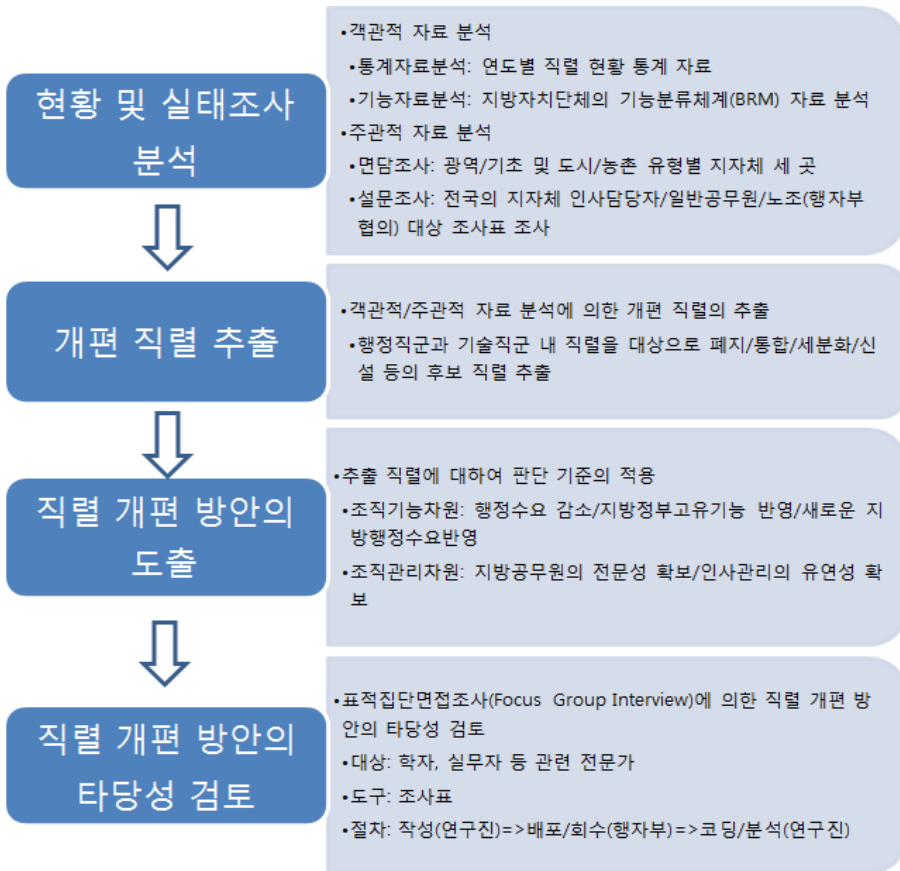 현황 및 실태조사
분석
•객관적 자료 분석
•통계자료분석: 연도별 직렬 현황 통계 자료
•기능자료분석: 지방자치단체의 기능분류체계(BRM) 자료 분석
•주관적 자료 분석
•면담조사: 광역/기초 및 도시/농촌 유형별 지자체 세 곳
•설문조사: 전국의 지자체 인사담당자/일반공무원/노조(행자부
협의) 대상 조사표 조사
개편 직렬 추출
•객관적/주관적 자료 분석에 의한 개편 직렬의 추출
•행정직군과 기술직군 내 직렬을 대상으로 폐지/통합/세분화/신
설 등의 후보 직렬 추출
직렬 개편 방안의
도출
•추출 직렬에 대하여 판단 기준의 적용
•조직기능차원: 행정수요 감소/지방정부고유기능 반영/새로운 지
방행정수요반영
•조직관리차원: 지방공무원의 전문성 확보/인사관리의 유연성 확
보
직렬 개편 방안의
타당성 검토
•표적집단면접조사(Focus Group Interview)에 의한 직렬 개편 방
안의 타당성 검토
•대상: 학자, 실무자 등 관련 전문가
•도구: 조사표
•절차: 작성(연구진)=>배포/회수(행자부)=>코딩/분석(연구진)